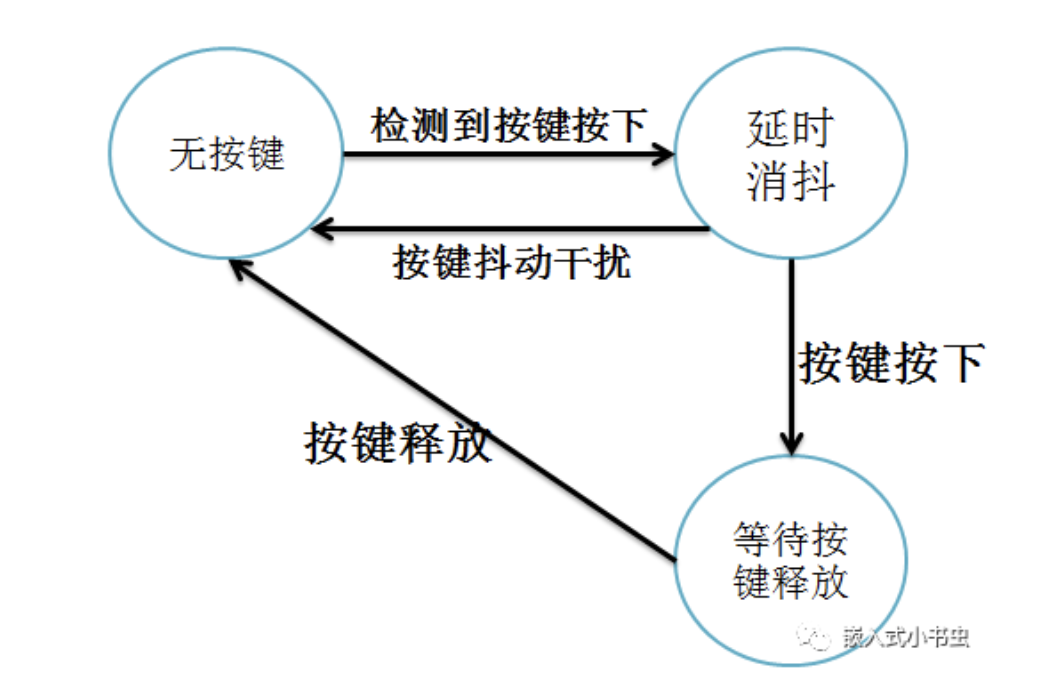 无按键
检测到按键按下
延时
消抖
按键抖动干扰
按键按下
按键释放
等待按
键释放
嵌入式小书虫